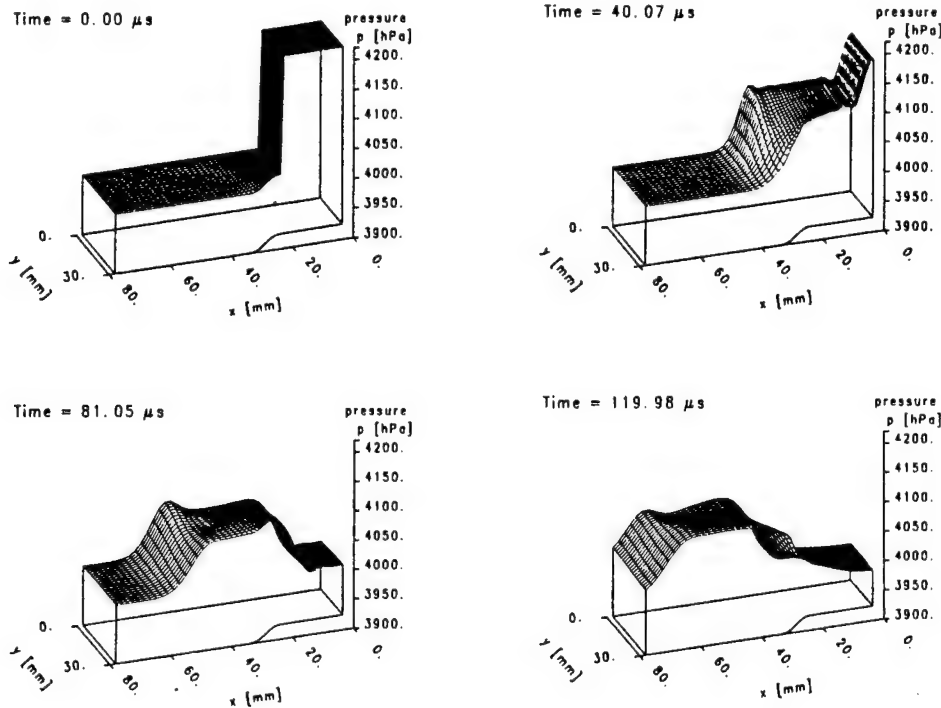 Time = 0.00 μs
pressure
p [hPa]
4200.
4150.
4100.
4050.
4000.
3950.
3900.
0.
30.
y [mm]
80.
60.
40.
20.
0.
x [mm]
Time = 40.07 μs
pressure
p [hPa]
4200.
4150.
4100.
4050.
4000.
3950.
3900.
0.
30.
y [mm]
80.
60.
40.
20.
0.
x [mm]
Time = 81.05 μs
pressure
p [hPa]
4200.
4150.
4100.
4050.
4000.
3950.
3900.
0.
30.
y [mm]
80.
60.
40.
20.
0.
x [mm]
Time = 119.98 μs
pressure
p [hPa]
4200.
4150.
4100.
4050.
4000.
3950.
3900.
0.
30.
y [mm]
80.
60.
40.
20.
0.
x [mm]